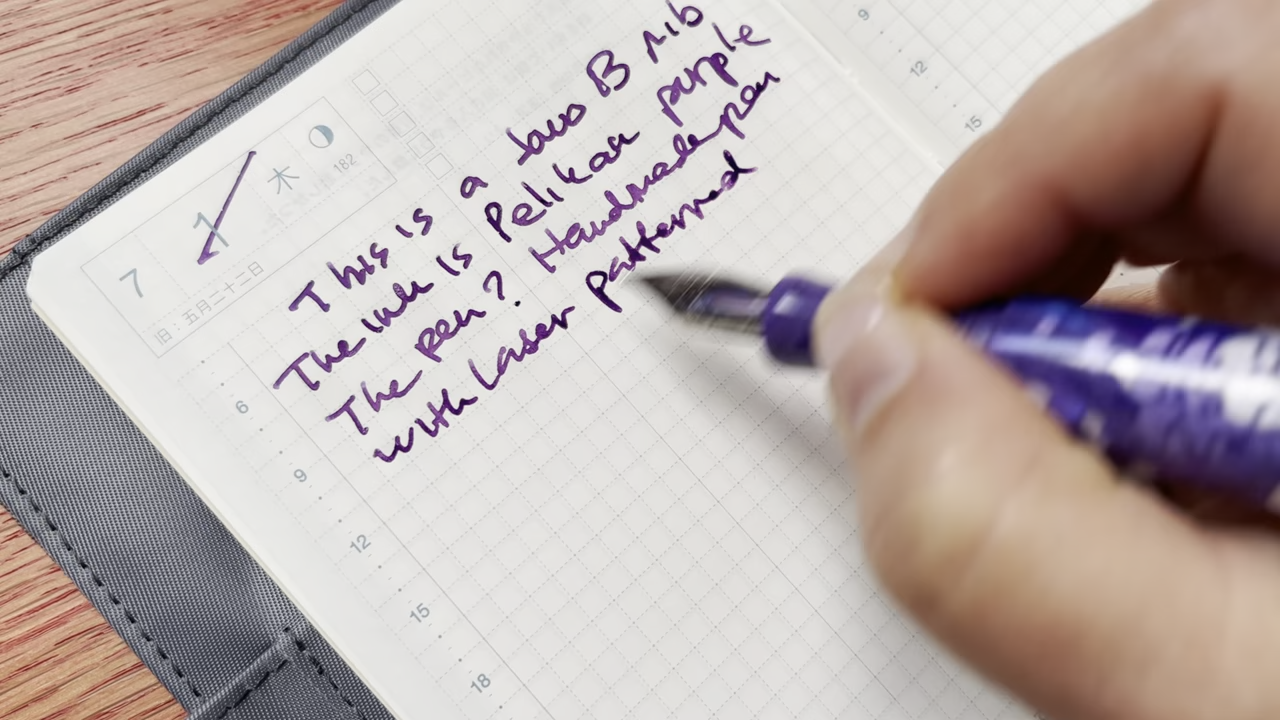 7
1
木
182
旧:五月二十二日
This is a Jowo B nib
The ink is Pelikan purple
The pen? Handmade pen
with laser patterned
6
9
12
15
18
9
12
15